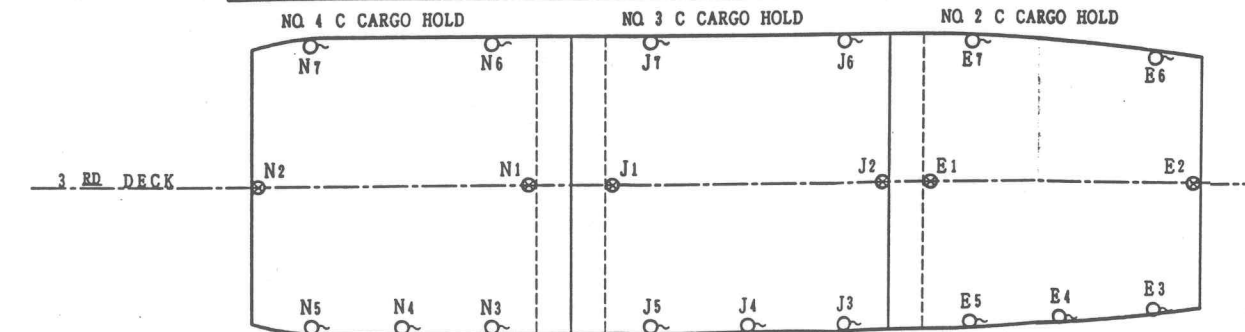 NO. 4 C CARGO HOLD NO. 3 C CARGO HOLD NO. 2 C CARGO HOLD
N7 N6 J7 J6 E7 E6
3 RD DECK N2 N1 J1 J2 E1 E2
N5 N4 N3 J5 J4 J3 E5 E4 E3